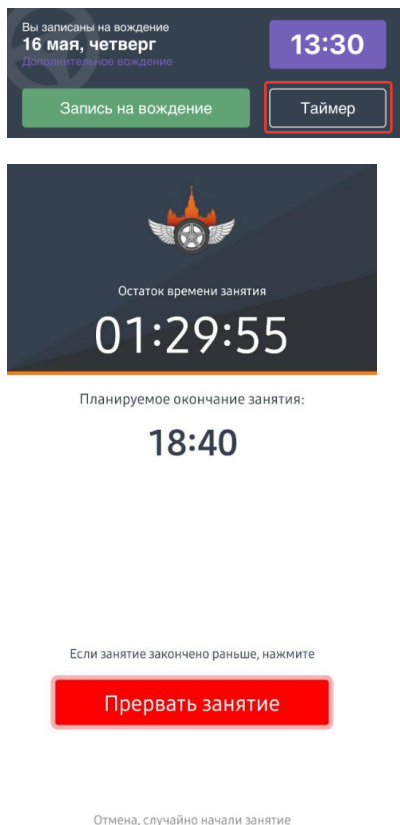 Вы записаны на вождение
16 мая, четверг
Дополнительное вождение
13:30
Запись на вождение
Таймер
Остаток времени занятия
01:29:55
Планируемое окончание занятия:
18:40
Если занятие закончено раньше, нажмите
Прервать занятие
Отмена, случайно начали занятие